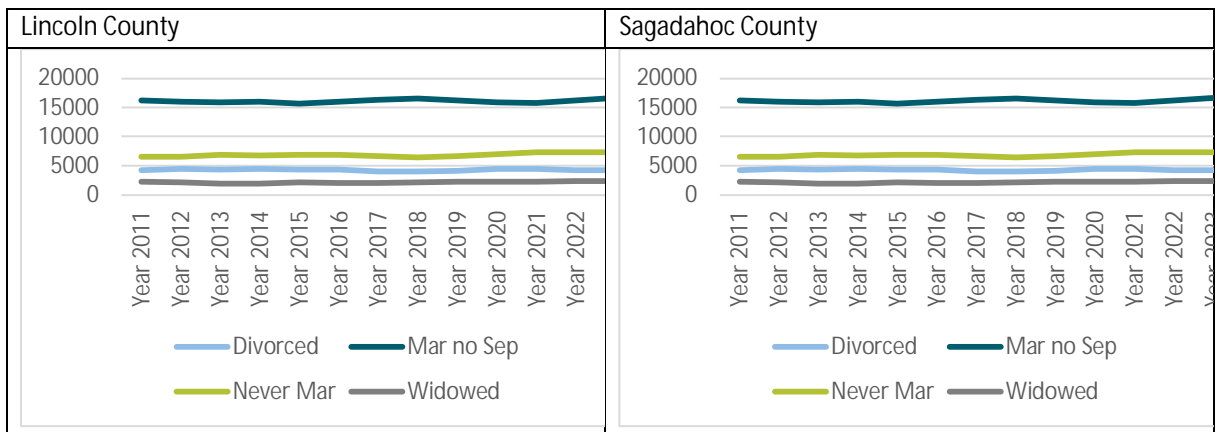 Lincoln County
20000
15000
10000
5000
0
Year 2011
Year 2012
Year 2013
Year 2014
Year 2015
Year 2016
Year 2017
Year 2018
Year 2019
Year 2020
Year 2021
Year 2022
Divorced Mar no Sep
Never Mar Widowed
Sagadahoc County
20000
15000
10000
5000
0
Year 2011
Year 2012
Year 2013
Year 2014
Year 2015
Year 2016
Year 2017
Year 2018
Year 2019
Year 2020
Year 2021
Year 2022
Year 2023
Divorced Mar no Sep
Never Mar Widowed